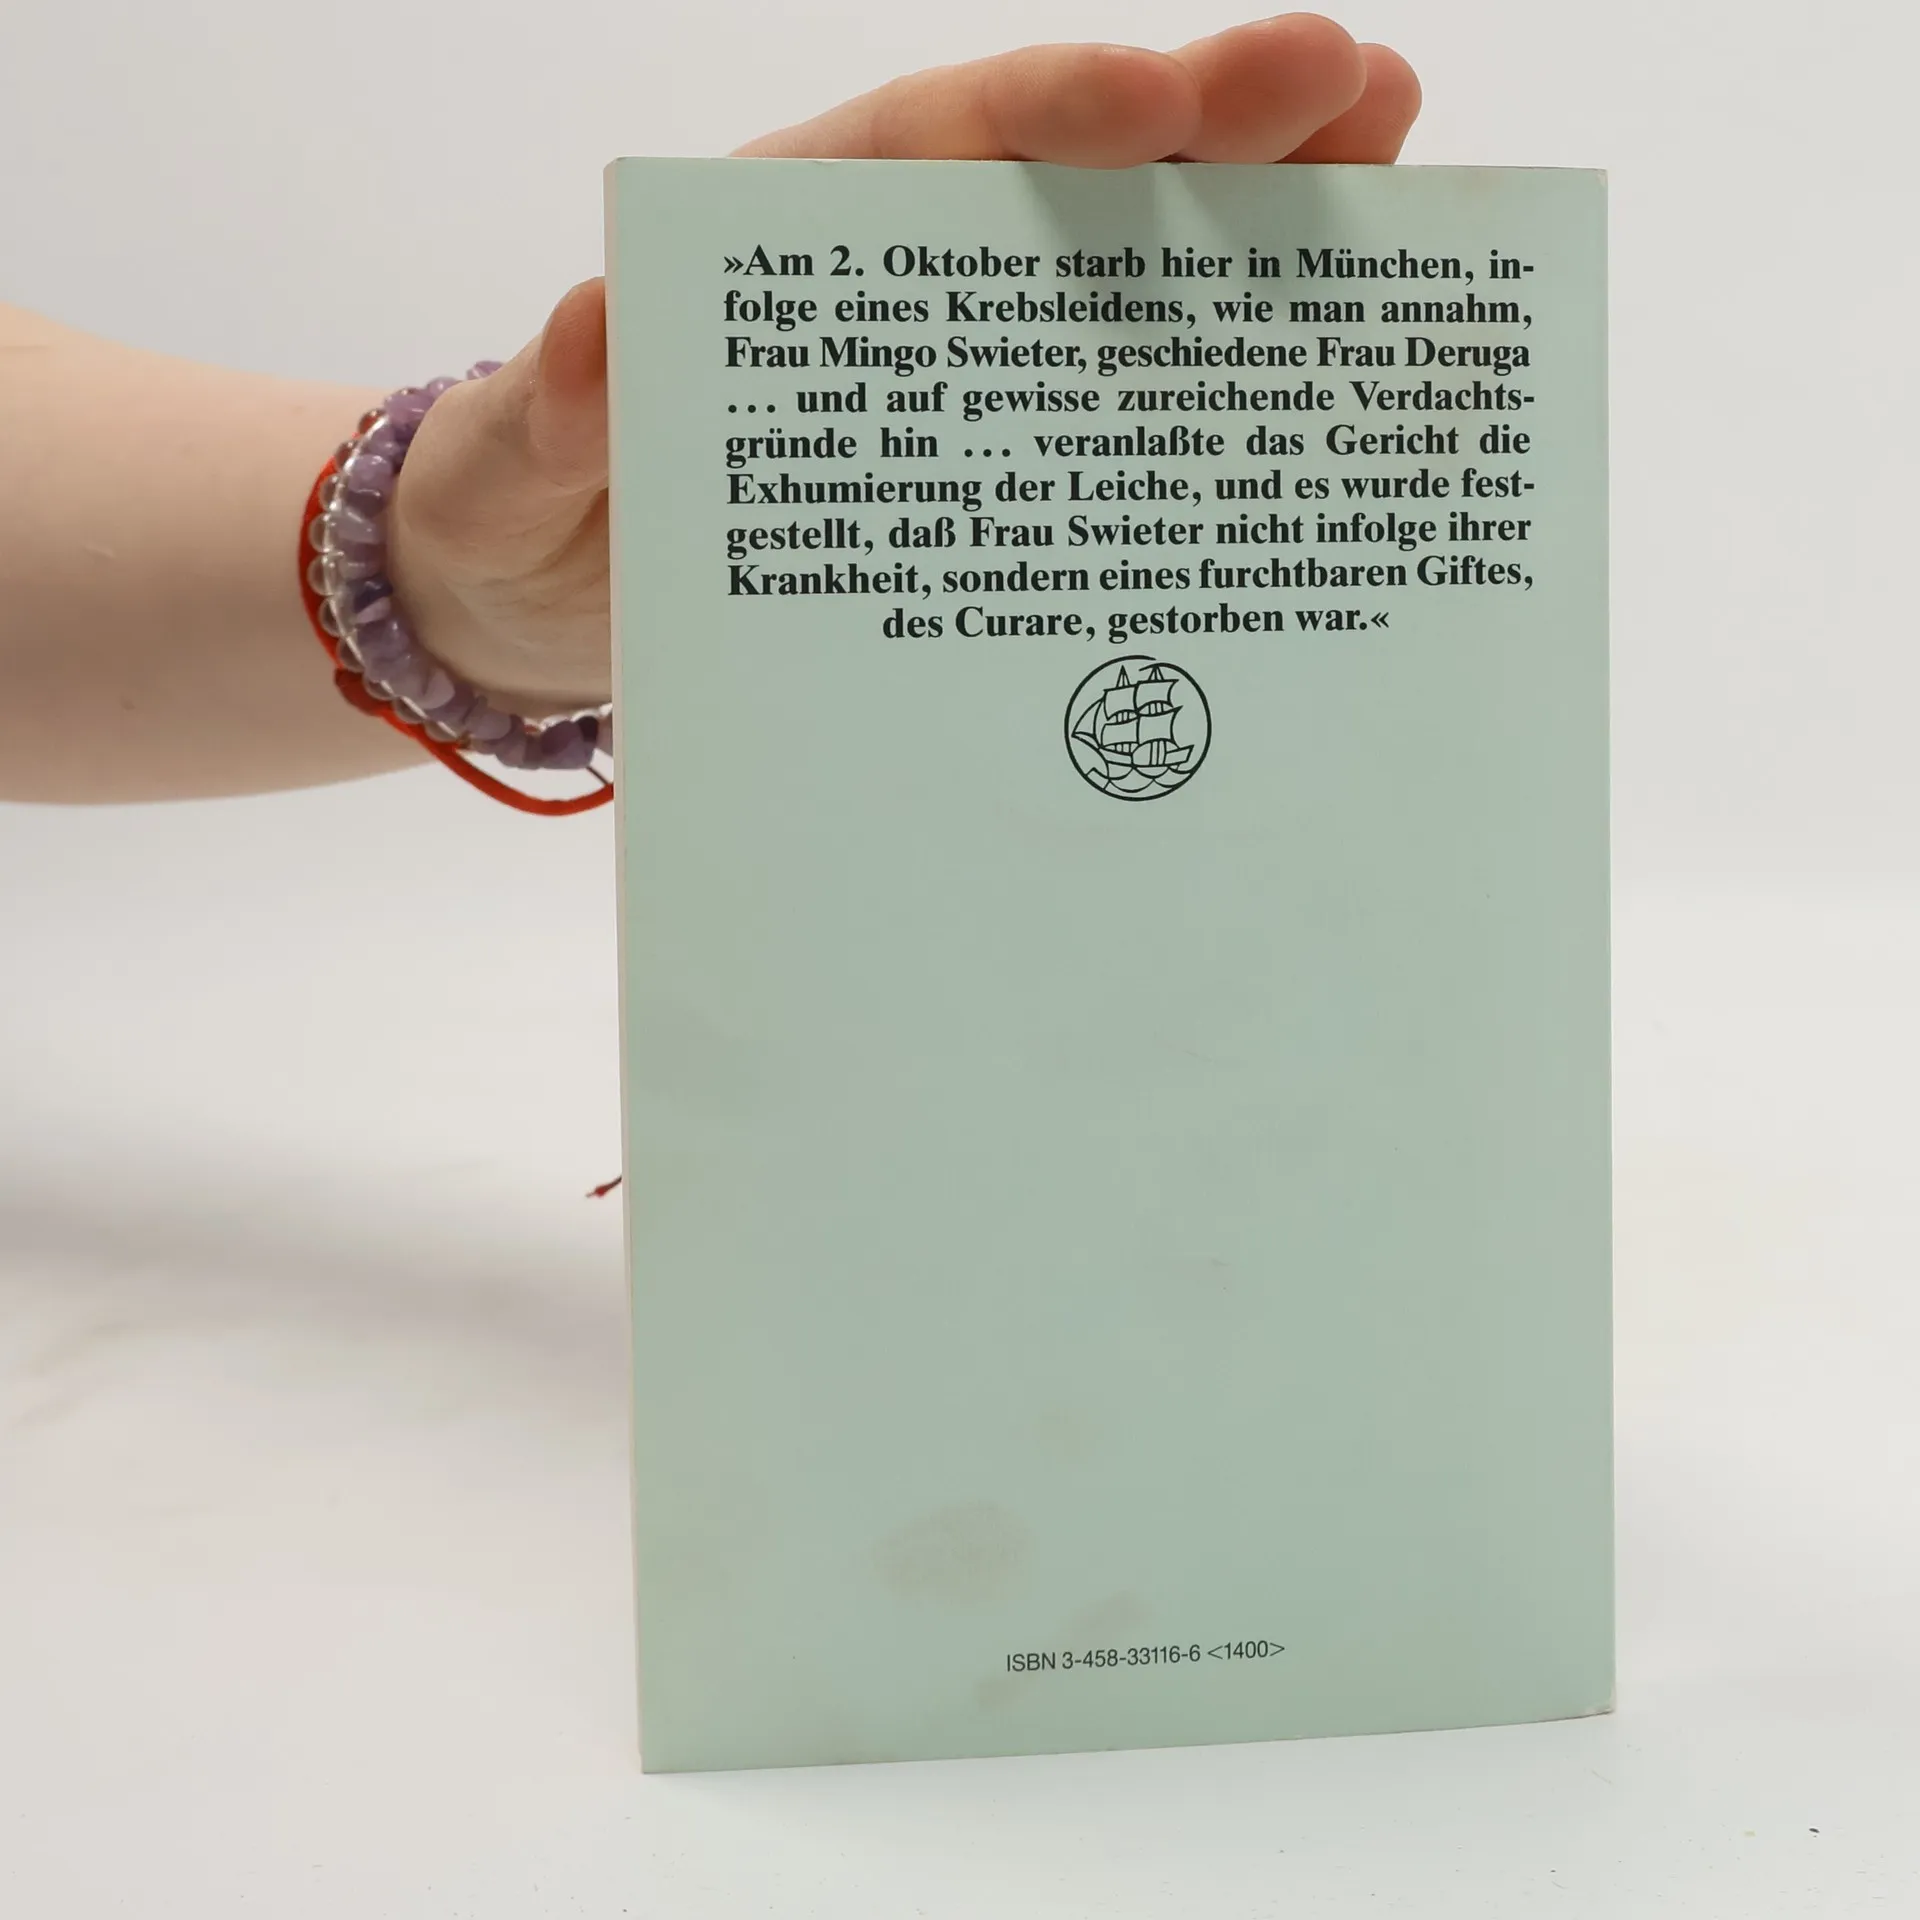 »Am 2. Oktober starb hier in München, in-
folge eines Krebsleidens, wie man annahm,
Frau Mingo Swieter, geschiedene Frau Deruga
... und auf gewisse zureichende Verdachts-
gründe hin ... veranlaßte das Gericht die
Exhumierung der Leiche, und es wurde fest-
gestellt, daß Frau Swieter nicht infolge ihrer
Krankheit, sondern eines furchtbaren Giftes,
des Curare, gestorben war.«
ISBN 3-458-33116-6 <1400>